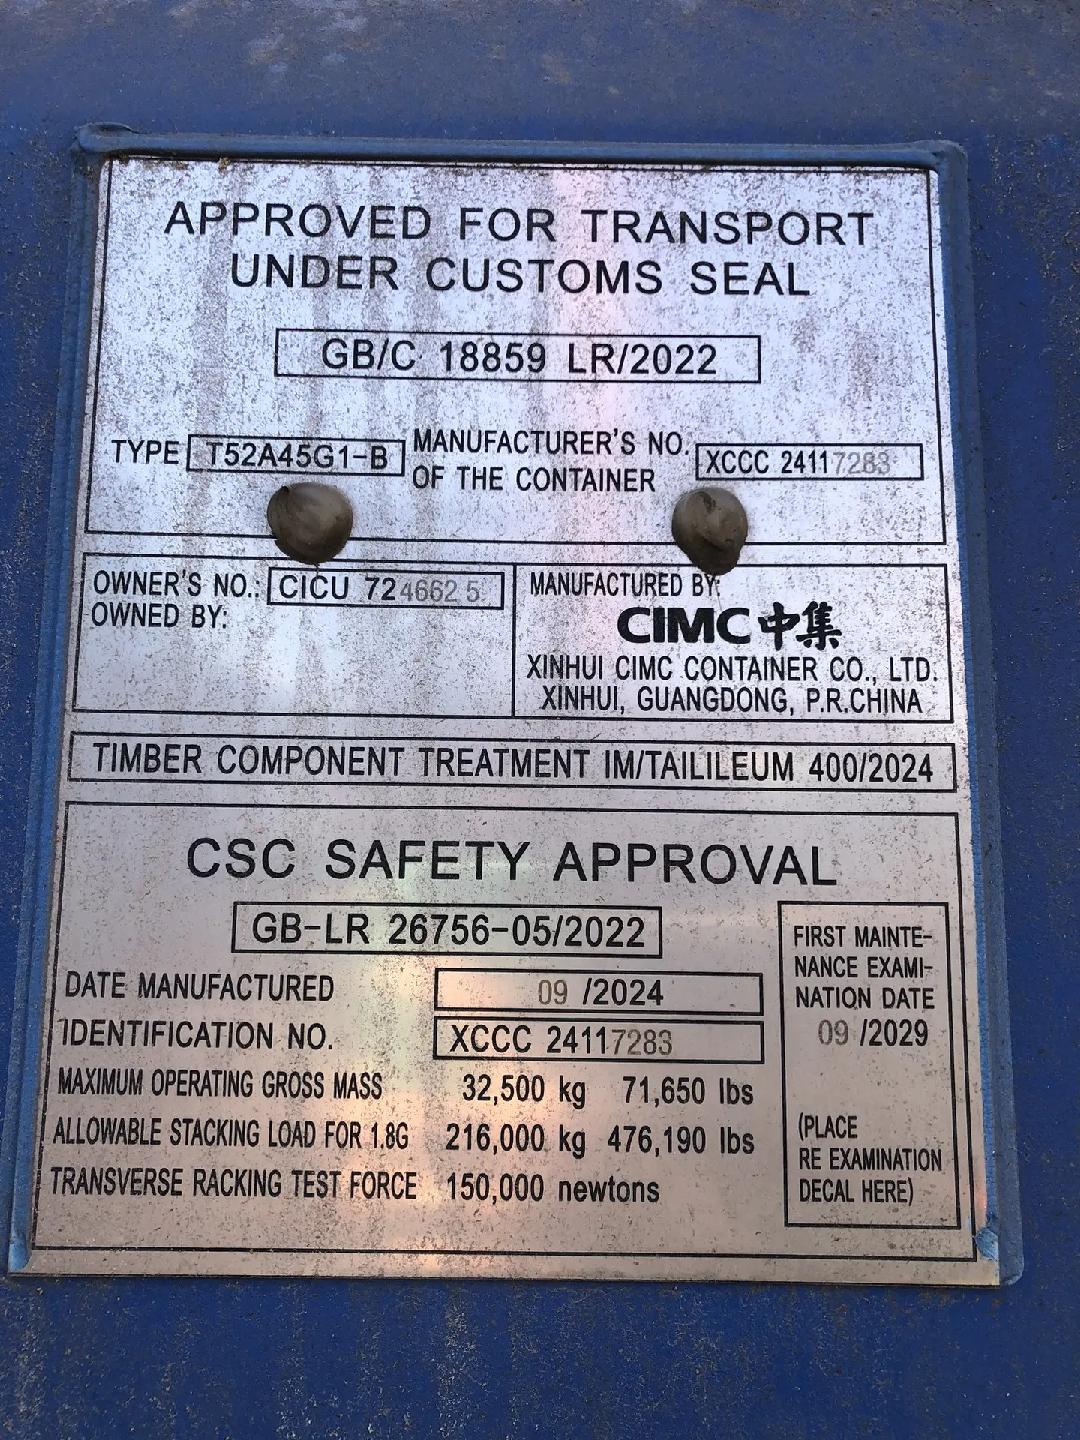 APPROVED FOR TRANSPORT
UNDER CUSTOMS SEAL
GB/C 18859 LR/2022
TYPE T52A45G1-B
MANUFACTURER'S NO.
OF THE CONTAINER
XCCC 24117283
OWNER'S NO.: CICU 724662 5
OWNED BY:
MANUFACTURED BY:
CIMC 中集
XINHUI CIMC CONTAINER CO., LTD.
XINHUI, GUANGDONG, P.R.CHINA
TIMBER COMPONENT TREATMENT IM/TAILILEUM 400/2024
CSC SAFETY APPROVAL
GB-LR 26756-05/2022
DATE MANUFACTURED 09 /2024
IDENTIFICATION NO. XCCC 24117283
MAXIMUM OPERATING GROSS MASS 32,500 kg 71,650 lbs
ALLOWABLE STACKING LOAD FOR 1.8G 216,000 kg 476,190 lbs
TRANSVERSE RACKING TEST FORCE 150,000 newtons
FIRST MAINTE-
NANCE EXAMI-
NATION DATE
09 /2029
(PLACE
RE EXAMINATION
DECAL HERE)